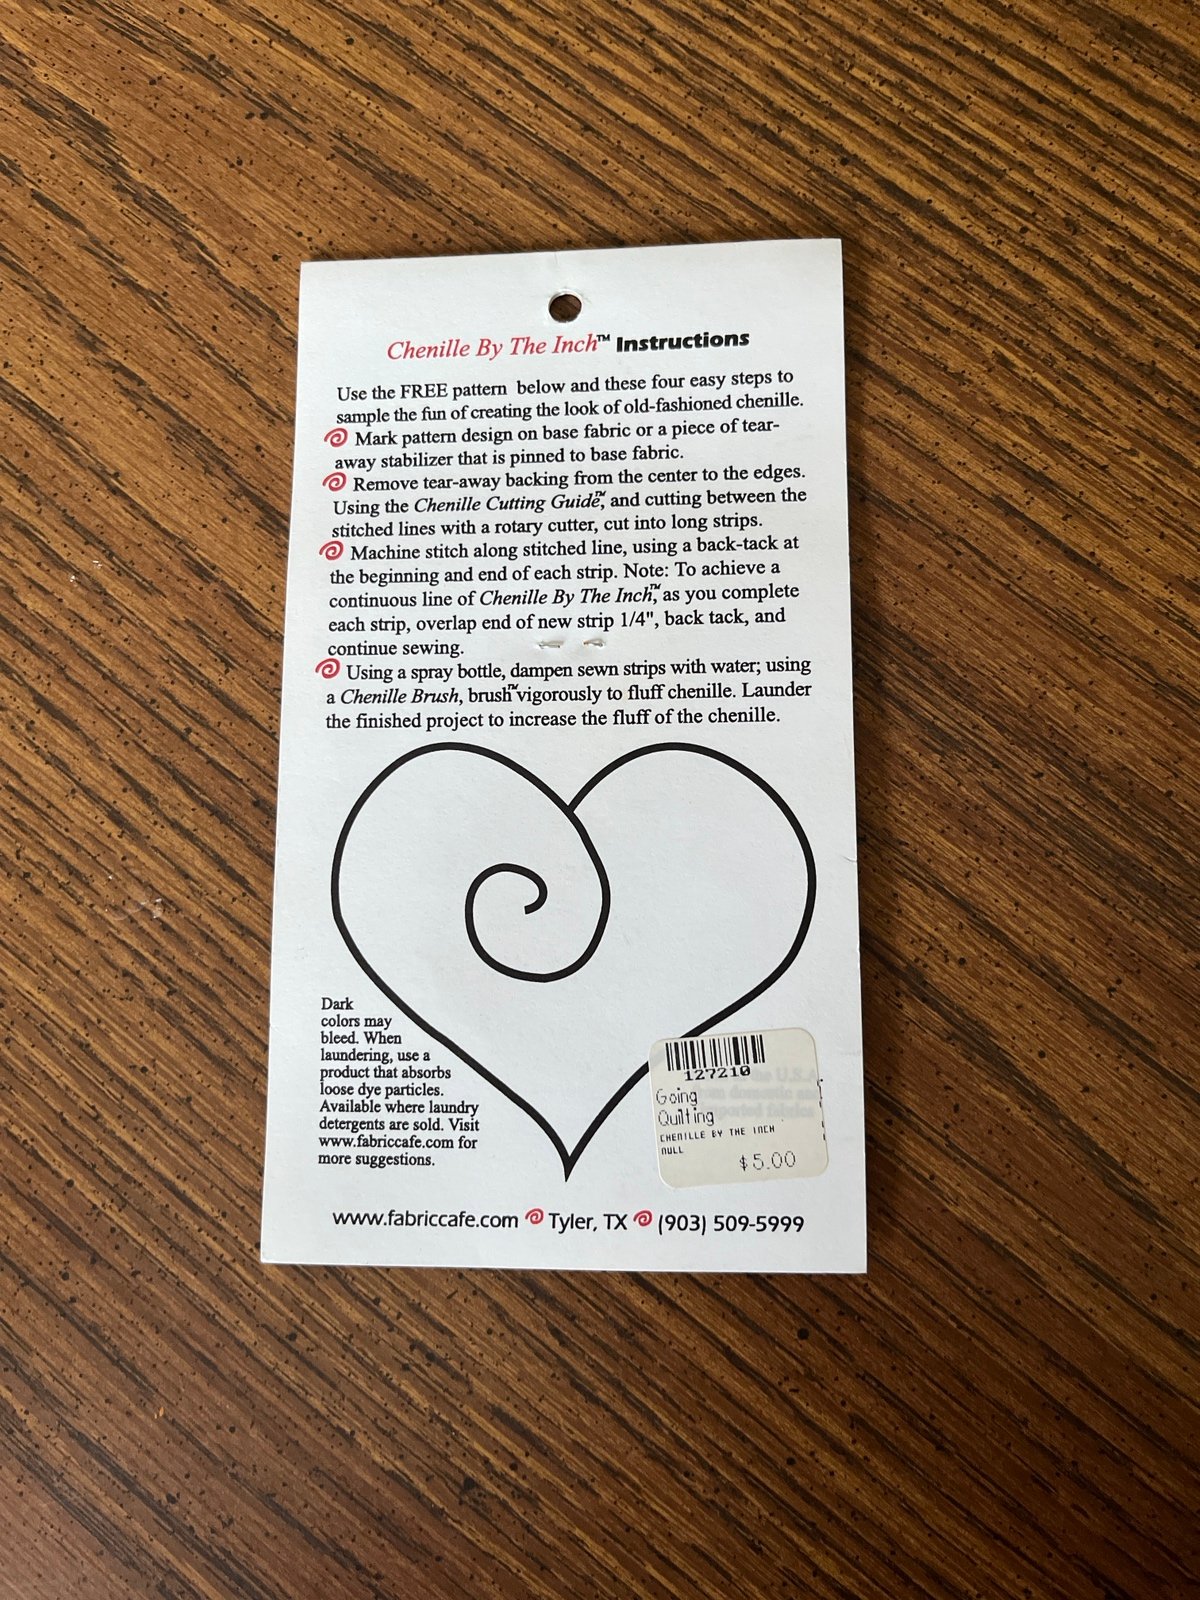 Chenille By The Inch™ Instructions
Use the FREE pattern below and these four easy steps to
sample the fun of creating the look of old-fashioned chenille.
Mark pattern design on base fabric or a piece of tear-
away stabilizer that is pinned to base fabric.
Remove tear-away backing from the center to the edges.
Using the Chenille Cutting Guide™, and cutting between the
stitched lines with a rotary cutter, cut into long strips.
Machine stitch along stitched line, using a back-tack at
the beginning and end of each strip. Note: To achieve a
continuous line of Chenille By The Inch™, as you complete
each strip, overlap end of new strip 1/4", back tack, and
continue sewing.
Using a spray bottle, dampen sewn strips with water; using
a Chenille Brush, brush™ vigorously to fluff chenille. Launder
the finished project to increase the fluff of the chenille.
Dark
colors may
bleed. When
laundering, use a
product that absorbs
loose dye particles.
Available where laundry
detergents are sold. Visit
www.fabriccafe.com for
more suggestions.
127210
Going
Quilting
CHENILLE BY THE INCH
NULL
$5.00
the U.S.A
domestic and
fabrics
www.fabriccafe.com Tyler, TX (903) 509-5999